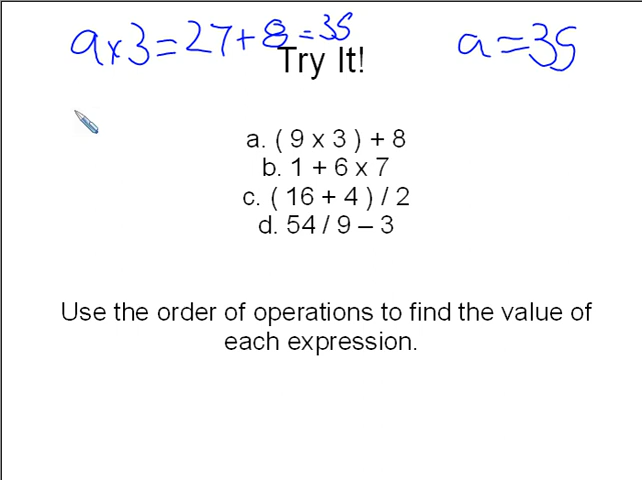 9x3=27+8=35 a=35
Try It!
a. ( 9 x 3 ) + 8
b. 1 + 6 x 7
c. ( 16 + 4 ) / 2
d. 54 / 9 – 3
Use the order of operations to find the value of
each expression.